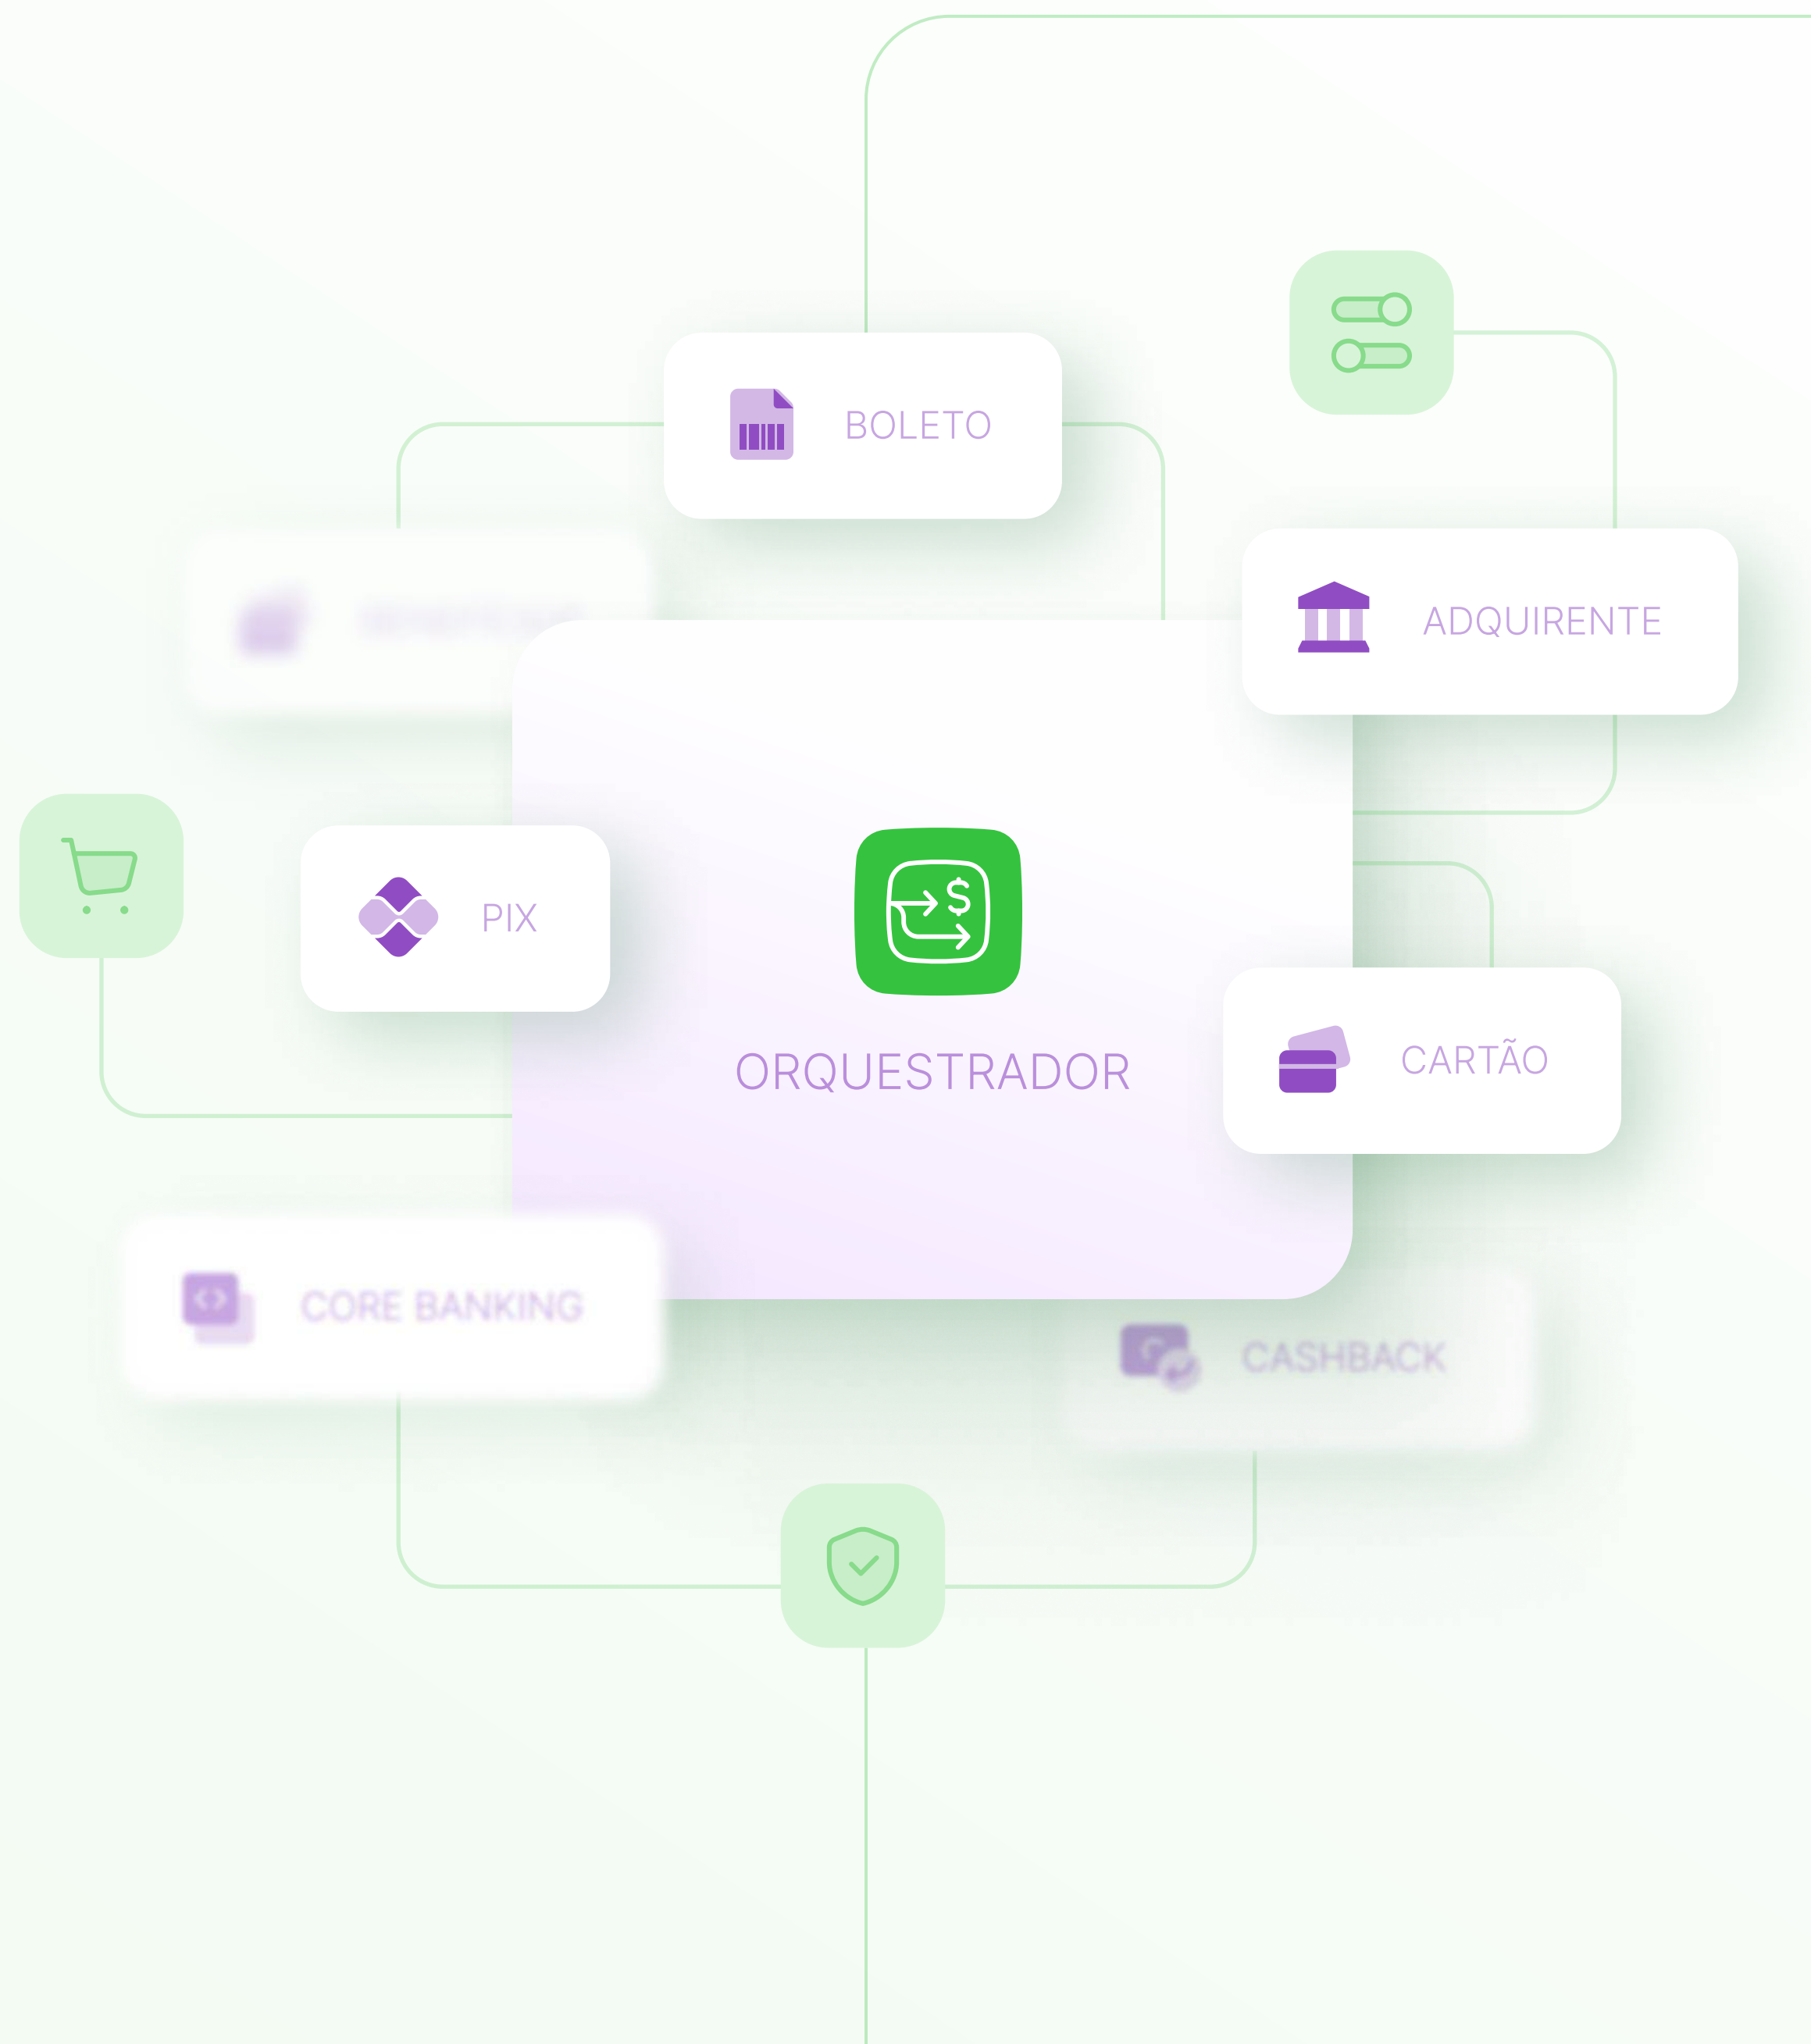 BOLETO
ADQUIRENTE
PIX
ORQUESTRADOR
CARTÃO
CORE BANKING
CASHBACK